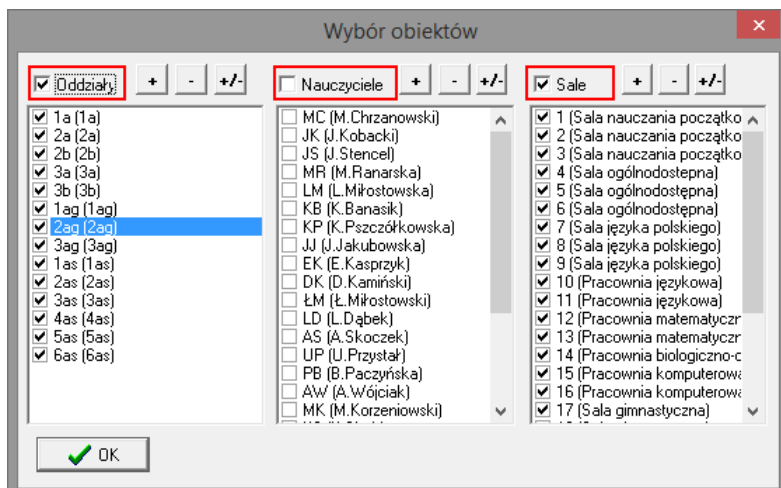 Wybór obiektów
Oddziały + - +/-
1a (1a)
2a (2a)
2b (2b)
3a (3a)
3b (3b)
1ag (1ag)
2ag (2ag)
3ag (3ag)
1as (1as)
2as (2as)
3as (3as)
4as (4as)
5as (5as)
6as (6as)
Nauczyciele + - +/-
MC (M.Chrzanowski)
JK (J.Kobacki)
JS (J.Stencel)
MR (M.Ranarska)
LM (L.Miłostowska)
KB (K.Banasik)
KP (K.Pszczółkowska)
JJ (J.Jakubowska)
EK (E.Kasprzyk)
DK (D.Kamiński)
ŁM (Ł.Miłostowski)
LD (L.Dąbek)
AS (A.Skoczek)
UP (U.Przystał)
PB (B.Paczyńska)
AW (A.Wójciak)
MK (M.Korzeniowski)
Sale + - +/-
1 (Sala nauczania początko
2 (Sala nauczania początko
3 (Sala nauczania początko
4 (Sala ogólnodostepna)
5 (Sala ogólnodostępna)
6 (Sala ogólnodostępna)
7 (Sala języka polskiego)
8 (Sala języka polskiego)
9 (Sala języka polskiego)
10 (Pracownia językowa)
11 (Pracownia językowa)
12 (Pracownia matematyczr
13 (Pracownia matematyczr
14 (Pracownia biologiczno-c
15 (Pracownia komputerowa
16 (Pracownia komputerowa
17 (Sala gimnastyczna)
OK